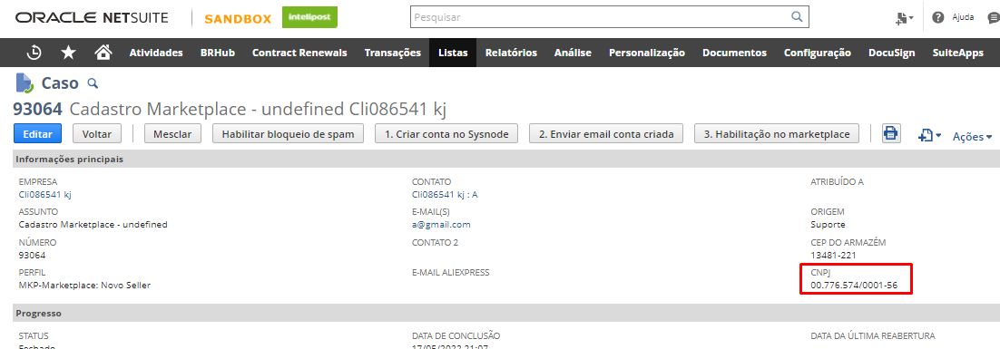 ORACLE NETSUITE
SANDBOX
intelipost
Pesquisar
Ajuda
Atividades BRHub Contract Renewals Transações Listas Relatórios Análise Personalização Documentos Configuração DocuSign SuiteApps
Caso
93064 Cadastro Marketplace - undefined Cli086541 kj
Editar Voltar Mesclar Habilitar bloqueio de spam 1. Criar conta no Sysnode 2. Enviar email conta criada 3. Habilitação no marketplace Ações
Informações principais
EMPRESA CONTATO ATRIBUÍDO A
Cli086541 kj Cli086541 kj : A
ASSUNTO E-MAIL(S) ORIGEM
Cadastro Marketplace - undefined a@gmail.com Suporte
NÚMERO CONTATO 2 CEP DO ARMAZÉM
93064 13481-221
PERFIL E-MAIL ALIEXPRESS CNPJ
MKP-Marketplace: Novo Seller 00.776.574/0001-56
Progresso
STATUS DATA DE CONCLUSÃO DATA DA ÚLTIMA REABERTURA
Fechado 17/05/2022 21:07